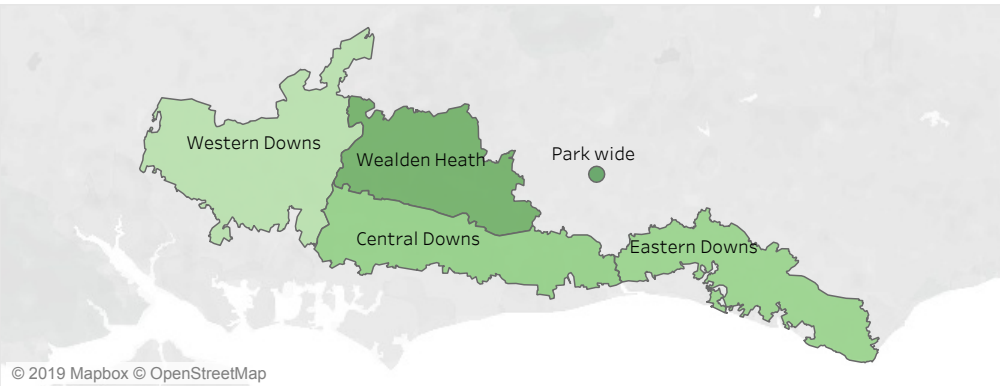 Western Downs
Wealden Heath
Park wide
Central Downs
Eastern Downs
© 2019 Mapbox © OpenStreetMap